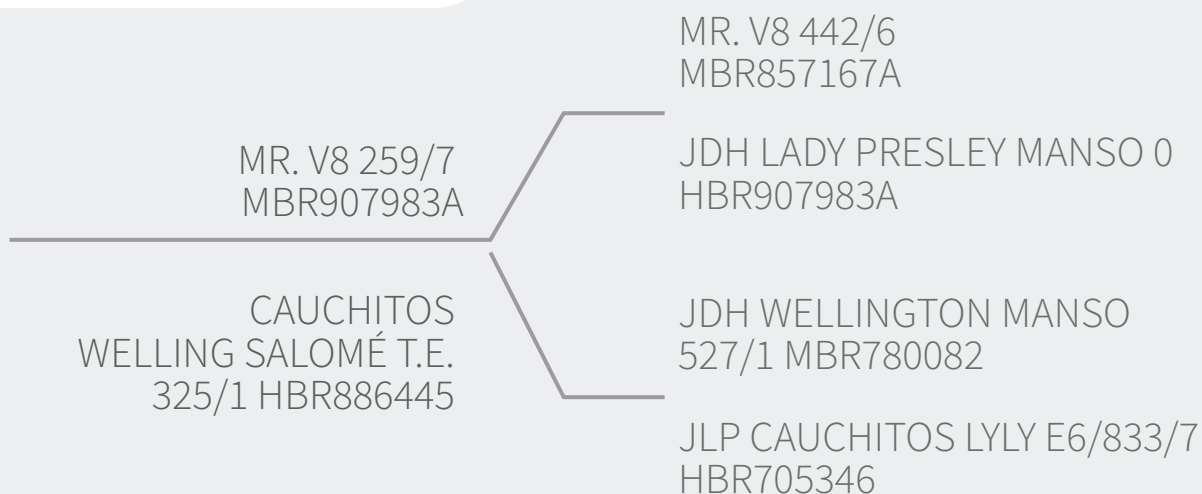 MR. V8 442/6
MBR857167A
MR. V8 259/7
MBR907983A
JDH LADY PRESLEY MANSO 0
HBR907983A
CAUCHITOS
WELLING SALOMÉ T.E.
325/1 HBR886445
JDH WELLINGTON MANSO
527/1 MBR780082
JLP CAUCHITOS LYLY E6/833/7
HBR705346